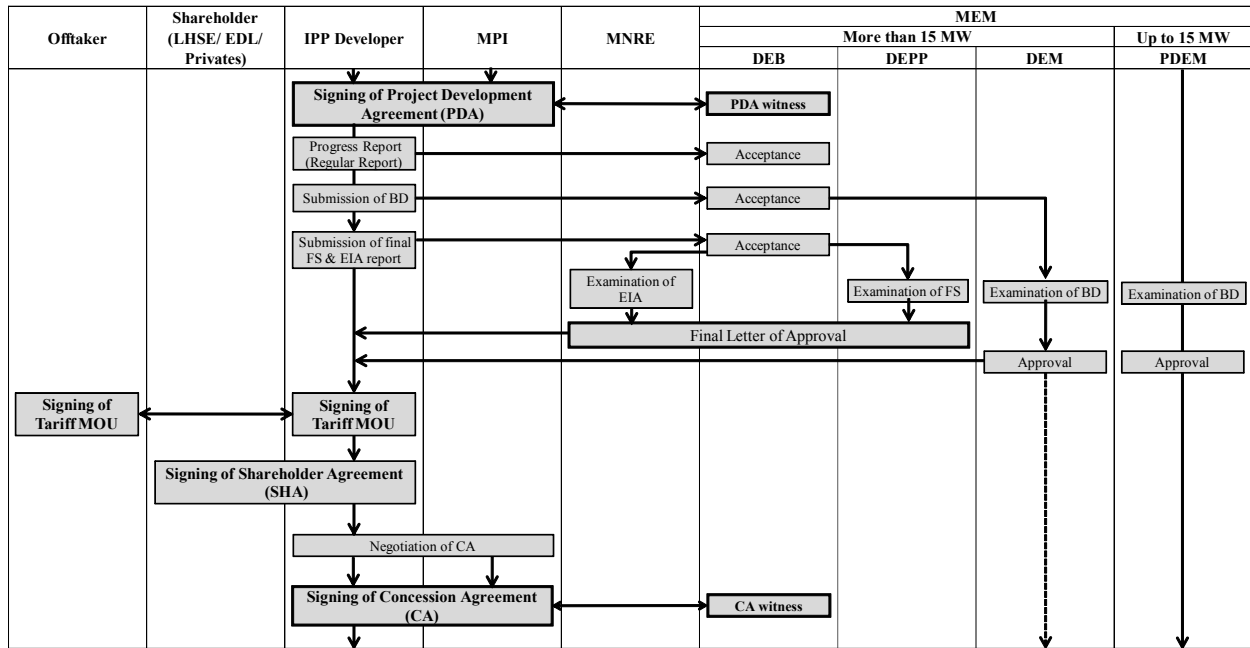 Offtaker
Shareholder
(LHSE/ EDL/
Privates)
IPP Developer
MPI
MNRE
MEM
More than 15 MW
Up to 15 MW
DEB
DEPP
DEM
PDEM
Signing of Project Development
Agreement (PDA)
PDA witness
Progress Report
(Regular Report)
Acceptance
Submission of BD
Acceptance
Submission of final
FS & EIA report
Acceptance
Examination of
EIA
Examination of FS
Examination of BD
Examination of BD
Final Letter of Approval
Approval
Approval
Signing of
Tariff MOU
Signing of
Tariff MOU
Signing of Shareholder Agreement
(SHA)
Negotiation of CA
Signing of Concession Agreement
(CA)
CA witness